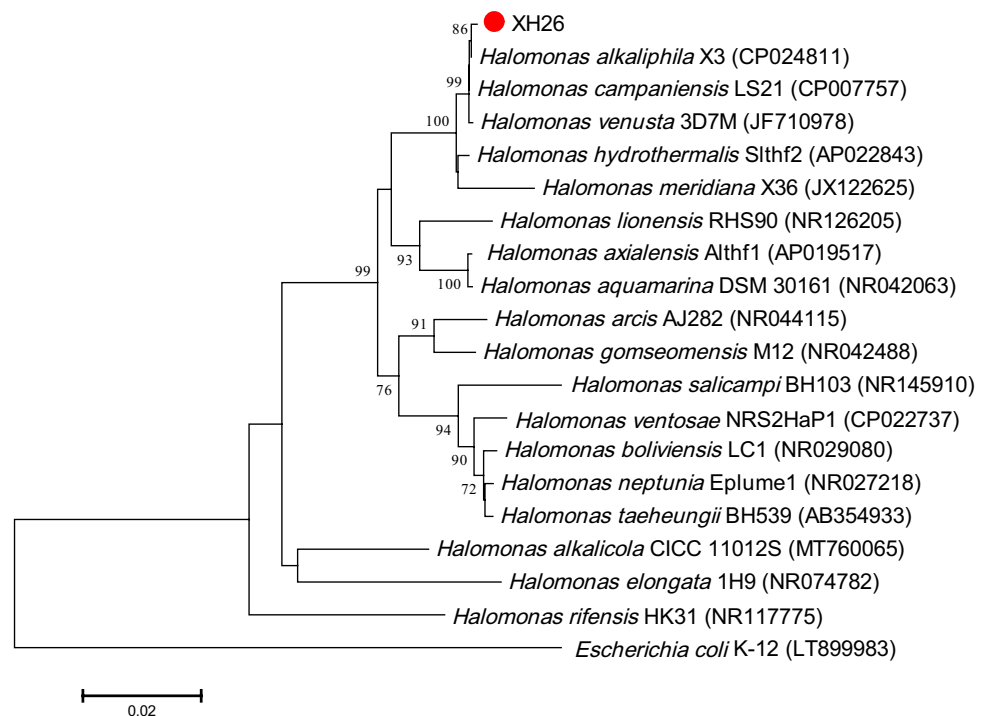 XH26
86
Halomonas alkaliphila X3 (CP024811)
99
Halomonas campaniensis LS21 (CP007757)
100
Halomonas venusta 3D7M (JF710978)
Halomonas hydrothermalis Slthf2 (AP022843)
Halomonas meridiana X36 (JX122625)
Halomonas lionensis RHS90 (NR126205)
93
Halomonas axialensis Althf1 (AP019517)
99
100
Halomonas aquamarina DSM 30161 (NR042063)
91
Halomonas arcis AJ282 (NR044115)
Halomonas gomseomensis M12 (NR042488)
76
Halomonas salicampi BH103 (NR145910)
Halomonas ventosae NRS2HaP1 (CP022737)
94
Halomonas boliviensis LC1 (NR029080)
90
Halomonas neptunia Eplume1 (NR027218)
72
Halomonas taeheungii BH539 (AB354933)
Halomonas alkalicola CICC 11012S (MT760065)
Halomonas elongata 1H9 (NR074782)
Halomonas rifensis HK31 (NR117775)
Escherichia coli K-12 (LT899983)
0.02